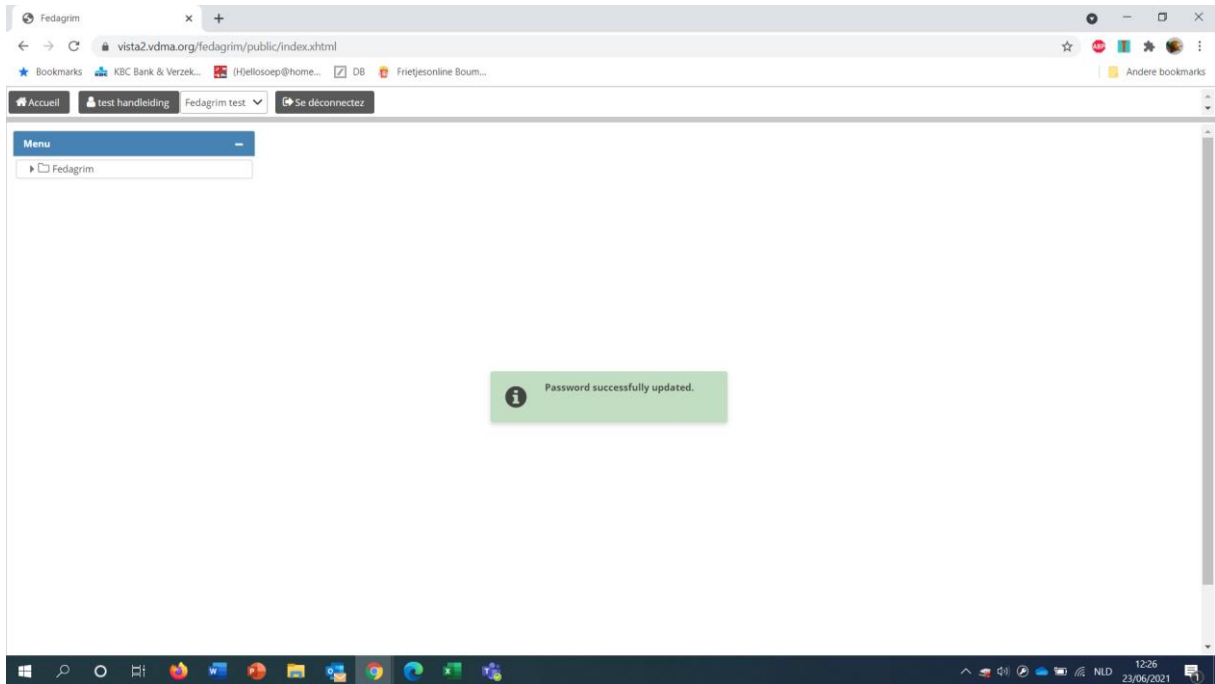 Fedagrim
vista2.vdma.org/fedagrim/public/index.xhtml
ABP
Bookmarks KBC Bank & Verzek... (H)ellosoep@home... DB Frietjesonline Boum... Andere bookmarks
Accueil test handleiding Fedagrim test Se déconnectez
Menu
Fedagrim
Password successfully updated.
NLD 12:26
23/06/2021